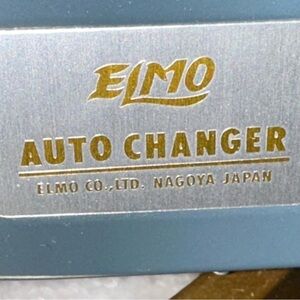 ELMO
AUTO CHANGER
ELMO CO.,LTD. NAGOYA JAPAN